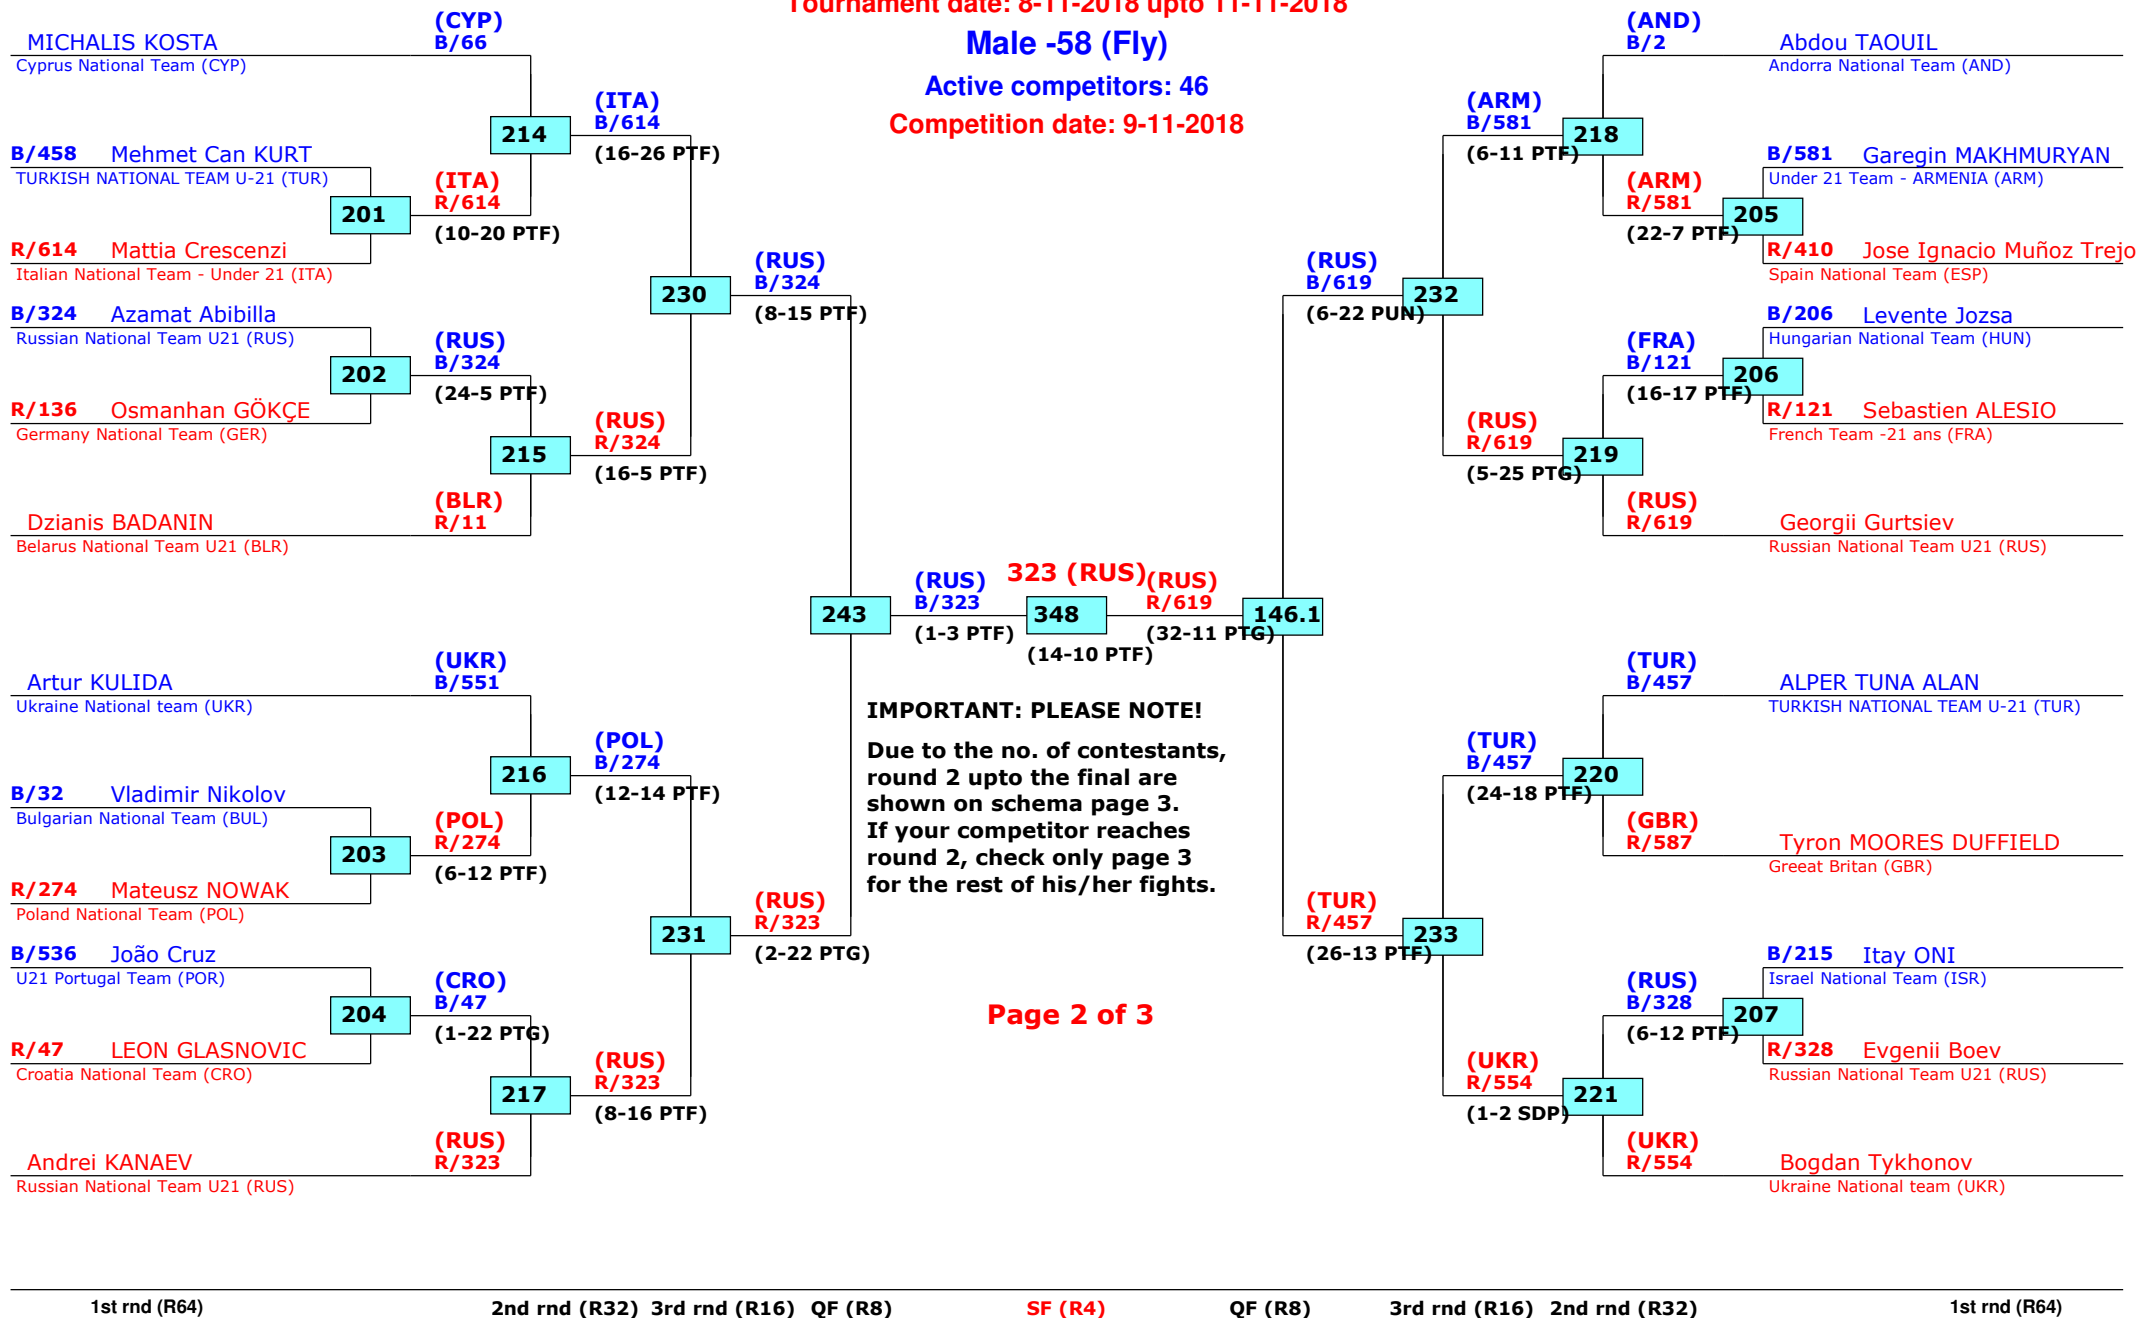 Tournament date: 8-11-2018 upto 11-11-2018
Male -58 (Fly)
Active competitors: 46
Competition date: 9-11-2018
MICHALIS KOSTA
Cyprus National Team (CYP)
(CYP)
B/66
B/458 Mehmet Can KURT
TURKISH NATIONAL TEAM U-21 (TUR)
201
R/614 Mattia Crescenzi
Italian National Team - Under 21 (ITA)
(ITA)
R/614
(10-20 PTF)
214
(ITA)
B/614
(16-26 PTF)
B/324 Azamat Abibilla
Russian National Team U21 (RUS)
202
R/136 Osmanhan GÖKÇE
Germany National Team (GER)
(RUS)
B/324
(24-5 PTF)
215
(RUS)
R/324
(16-5 PTF)
Dzianis BADANIN
Belarus National Team U21 (BLR)
(BLR)
R/11
230
(RUS)
B/324
(8-15 PTF)
Artur KULIDA
Ukraine National team (UKR)
(UKR)
B/551
B/32 Vladimir Nikolov
Bulgarian National Team (BUL)
203
R/274 Mateusz NOWAK
Poland National Team (POL)
(POL)
R/274
(6-12 PTF)
216
(POL)
B/274
(12-14 PTF)
B/536 João Cruz
U21 Portugal Team (POR)
204
R/47 LEON GLASNOVIC
Croatia National Team (CRO)
(CRO)
B/47
(1-22 PTG)
217
(RUS)
R/323
(8-16 PTF)
Andrei KANAEV
Russian National Team U21 (RUS)
(RUS)
R/323
231
(RUS)
R/323
(2-22 PTG)
243
(RUS)
B/323
(1-3 PTF)
323 (RUS)
348
(14-10 PTF)
(RUS)
R/619
(32-11 PTG)
146.1
IMPORTANT: PLEASE NOTE!
Due to the no. of contestants,
round 2 upto the final are
shown on schema page 3.
If your competitor reaches
round 2, check only page 3
for the rest of his/her fights.
Page 2 of 3
(AND)
B/2
Abdou TAOUIL
Andorra National Team (AND)
(ARM)
B/581
(6-11 PTF)
218
B/581 Garegin MAKHMURYAN
Under 21 Team - ARMENIA (ARM)
(ARM)
R/581
(22-7 PTF)
205
R/410 Jose Ignacio Muñoz Trejo
Spain National Team (ESP)
(RUS)
B/619
(6-22 PUN)
232
B/206 Levente Jozsa
Hungarian National Team (HUN)
(FRA)
B/121
(16-17 PTF)
206
R/121 Sebastien ALESIO
French Team -21 ans (FRA)
(RUS)
R/619
(5-25 PTG)
219
(RUS)
R/619
Georgii Gurtsiev
Russian National Team U21 (RUS)
(TUR)
B/457
ALPER TUNA ALAN
TURKISH NATIONAL TEAM U-21 (TUR)
(TUR)
B/457
(24-18 PTF)
220
(GBR)
R/587
Tyron MOORES DUFFIELD
Greeat Britan (GBR)
(TUR)
R/457
(26-13 PTF)
233
B/215 Itay ONI
Israel National Team (ISR)
(RUS)
B/328
(6-12 PTF)
207
R/328 Evgenii Boev
Russian National Team U21 (RUS)
(UKR)
R/554
(1-2 SDP)
221
(UKR)
R/554
Bogdan Tykhonov
Ukraine National team (UKR)
1st rnd (R64) 2nd rnd (R32) 3rd rnd (R16) QF (R8) SF (R4) QF (R8) 3rd rnd (R16) 2nd rnd (R32) 1st rnd (R64)